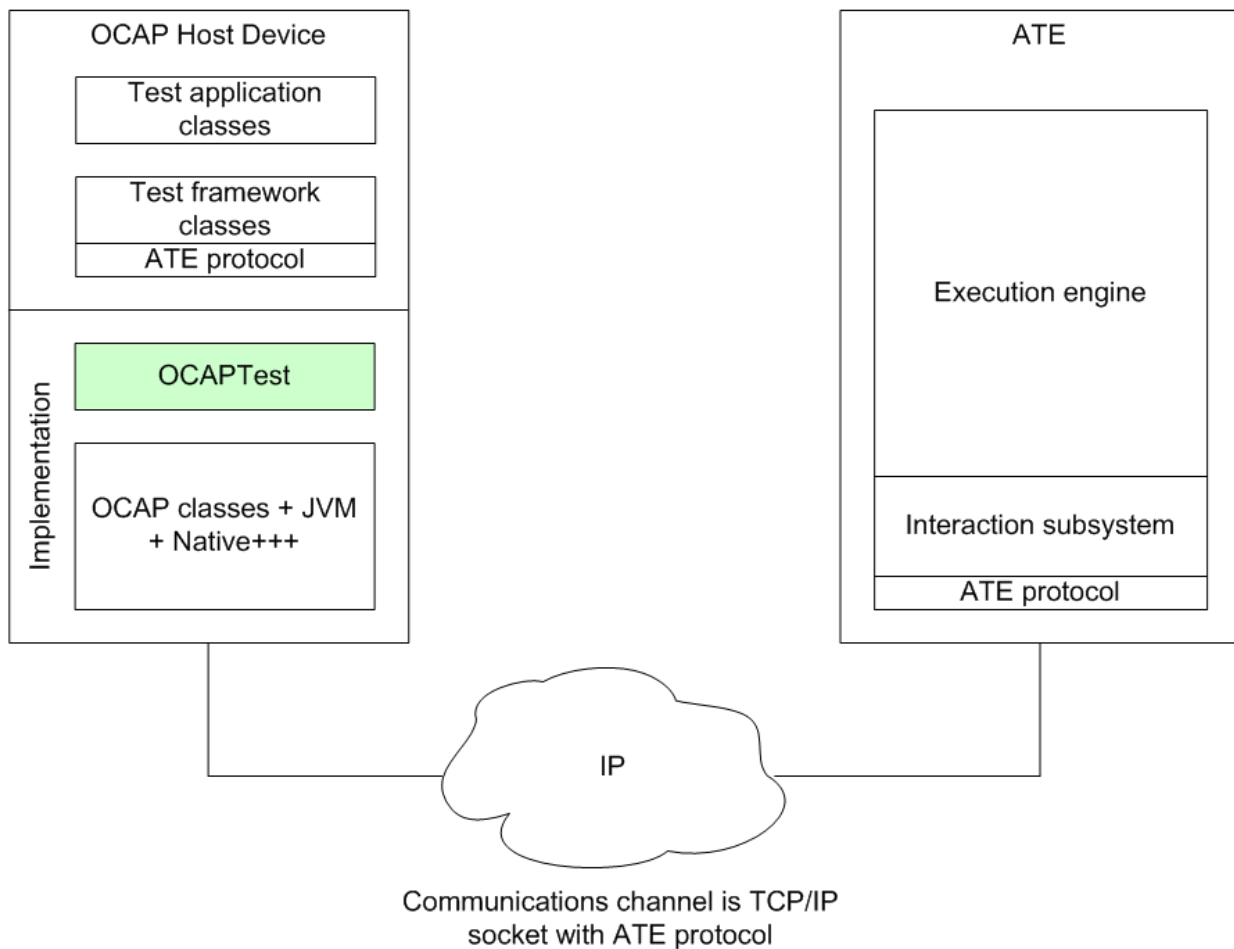 OCAP Host Device
Test application
classes
Test framework
classes
ATE protocol
Implementation
OCAPTest
OCAP classes + JVM
+ Native+++
ATE
Execution engine
Interaction subsystem
ATE protocol
IP
Communications channel is TCP/IP
socket with ATE protocol